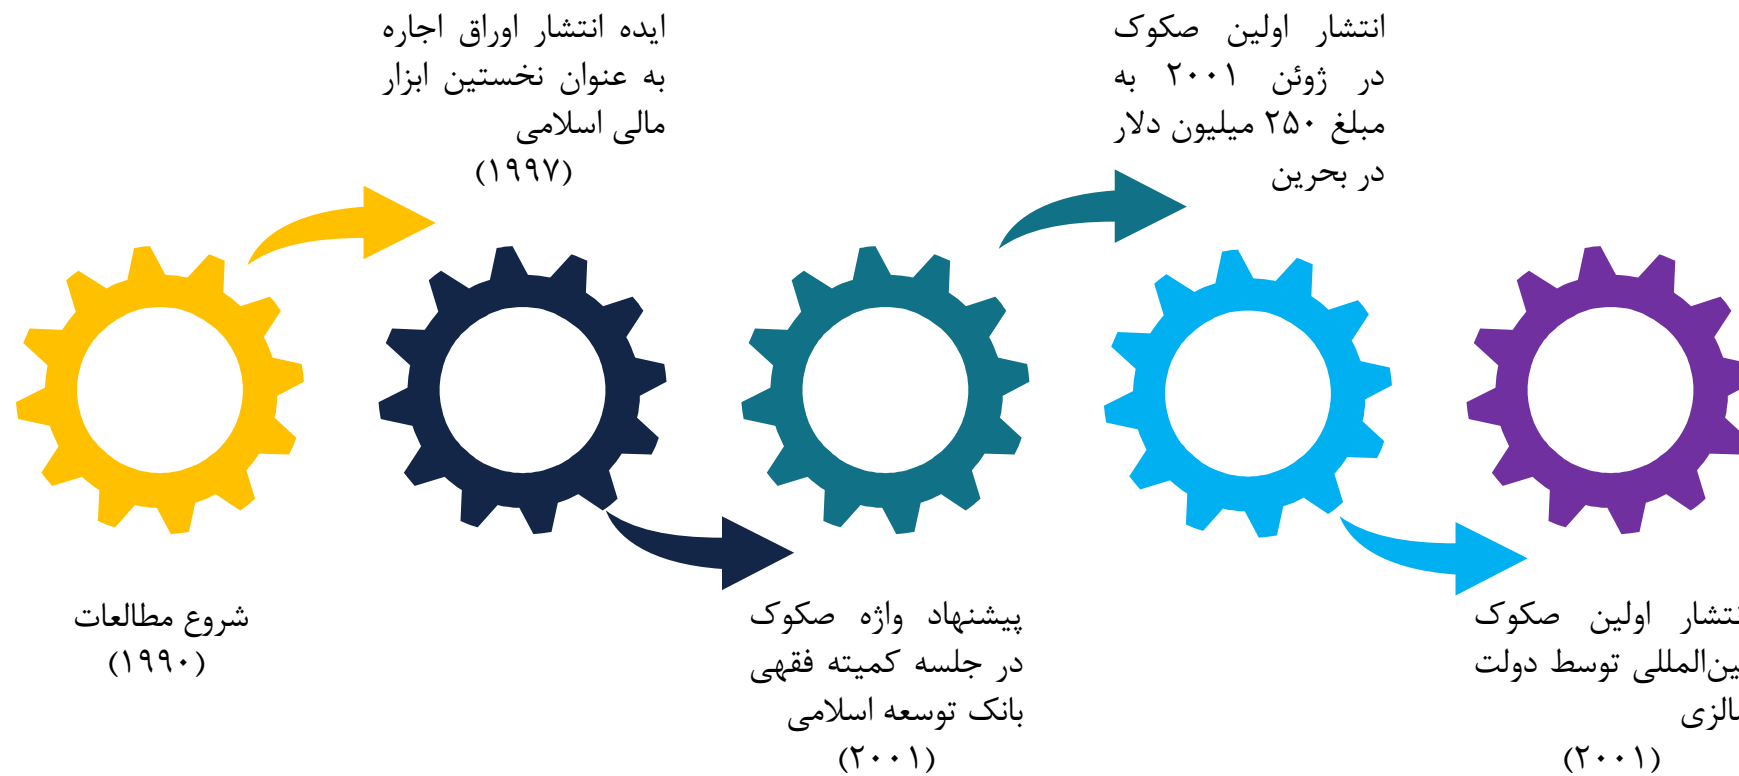 شروع مطالعات
(۱۹۹۰)
ایده انتشار اوراق اجاره
به عنوان نخستین ابزار
مالی اسلامی
(۱۹۹۷)
پیشنهاد واژه صکوک
در جلسه کمیته فقهی
بانک توسعه اسلامی
(۲۰۰۱)
انتشار اولین صکوک
در ژوئن ۲۰۰۱ به
مبلغ ۲۵۰ میلیون دلار
در بحرین
اولین صکوک
توسط دولت
(۲۰۰۱)